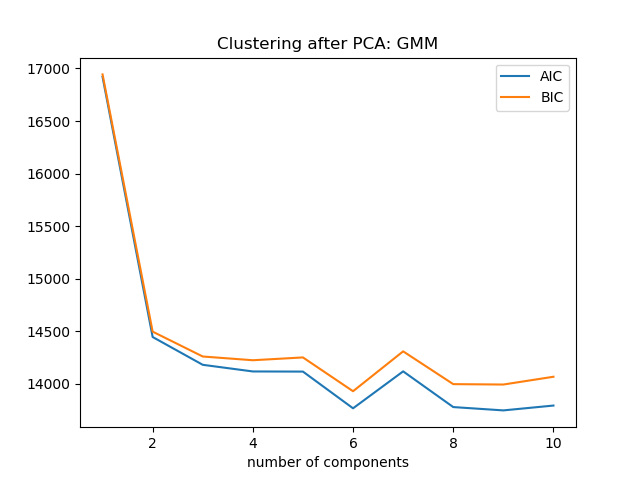 Clustering after PCA: GMM
17000
16500
16000
15500
15000
14500
14000
AIC
BIC
2 4 6 8 10
number of components